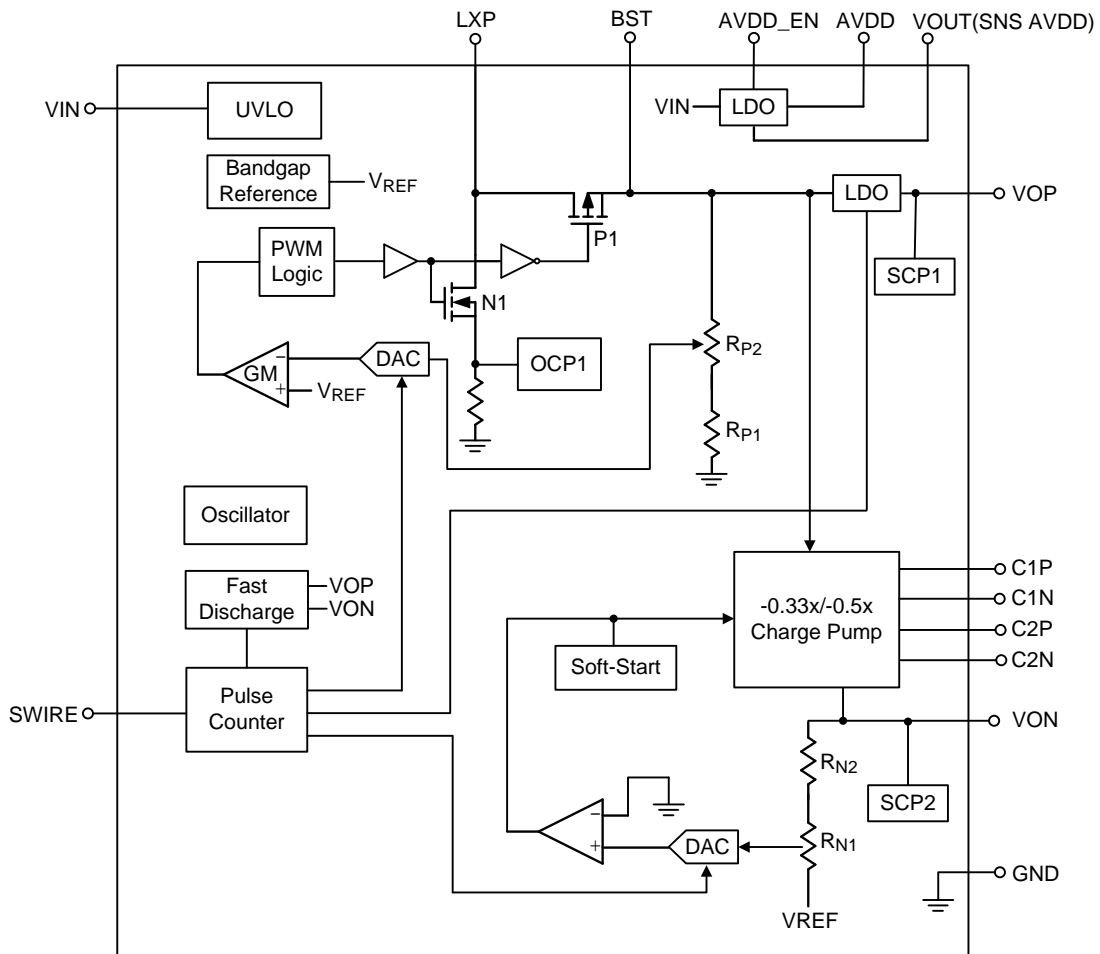 LXP
BST
AVDD_EN
AVDD
VOUT(SNS AVDD)
VIN
UVLO
VIN
LDO
Bandgap
Reference
VREF
LDO
VOP
P1
PWM
Logic
SCP1
N1
OCP1
RP2
DAC
GM
-
+
VREF
RP1
Oscillator
Fast
Discharge
VOP
VON
-0.33x/-0.5x
Charge Pump
C1P
C1N
C2P
C2N
Soft-Start
Pulse
Counter
SWIRE
VON
RN2
SCP2
-
+
DAC
RN1
GND
VREF